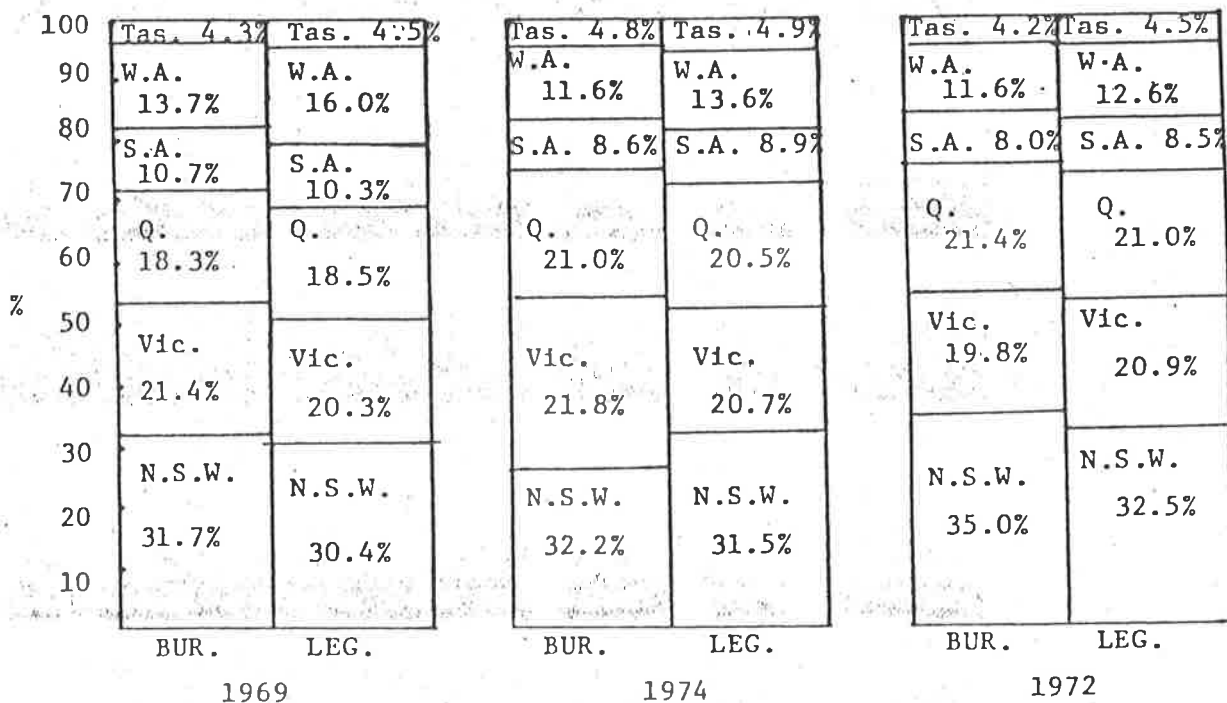 100
90
80
70
60
%
50
40
30
20
10
Tas. 4.3%
W.A.
13.7%
S.A.
10.7%
Q.
18.3%
Vic.
21.4%
N.S.W.
31.7%
BUR.
Tas. 4.5%
W.A.
16.0%
S.A.
10.3%
Q.
18.5%
Vic.
20.3%
N.S.W.
30.4%
LEG.
1969
Tas. 4.8%
W.A.
11.6%
S.A. 8.6%
Q.
21.0%
Vic.
21.8%
N.S.W.
32.2%
BUR.
Tas. 4.9%
W.A.
13.6%
S.A. 8.9%
Q.
20.5%
Vic.
20.7%
N.S.W.
31.5%
LEG.
1974
Tas. 4.2%
W.A.
11.6%
S.A. 8.0%
Q.
21.4%
Vic.
19.8%
N.S.W.
35.0%
BUR.
Tas. 4.5%
W.A.
12.6%
S.A. 8.5%
Q.
21.0%
Vic.
20.9%
N.S.W.
32.5%
LEG.
1972